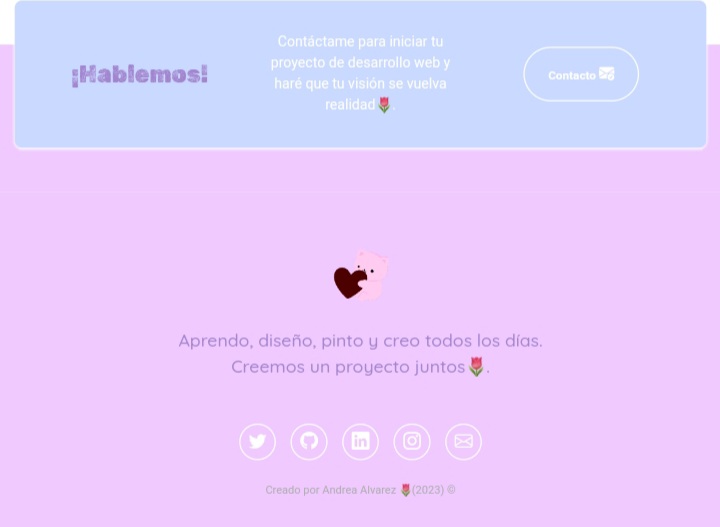 ¡Hablemos!
Contáctame para iniciar tu
proyecto de desarrollo web y
haré que tu visión se vuelva
realidad🌷.
Contacto
Aprendo, diseño, pinto y creo todos los días.
Creemos un proyecto juntos🌷.
Creado por Andrea Alvarez 🌷(2023) ©